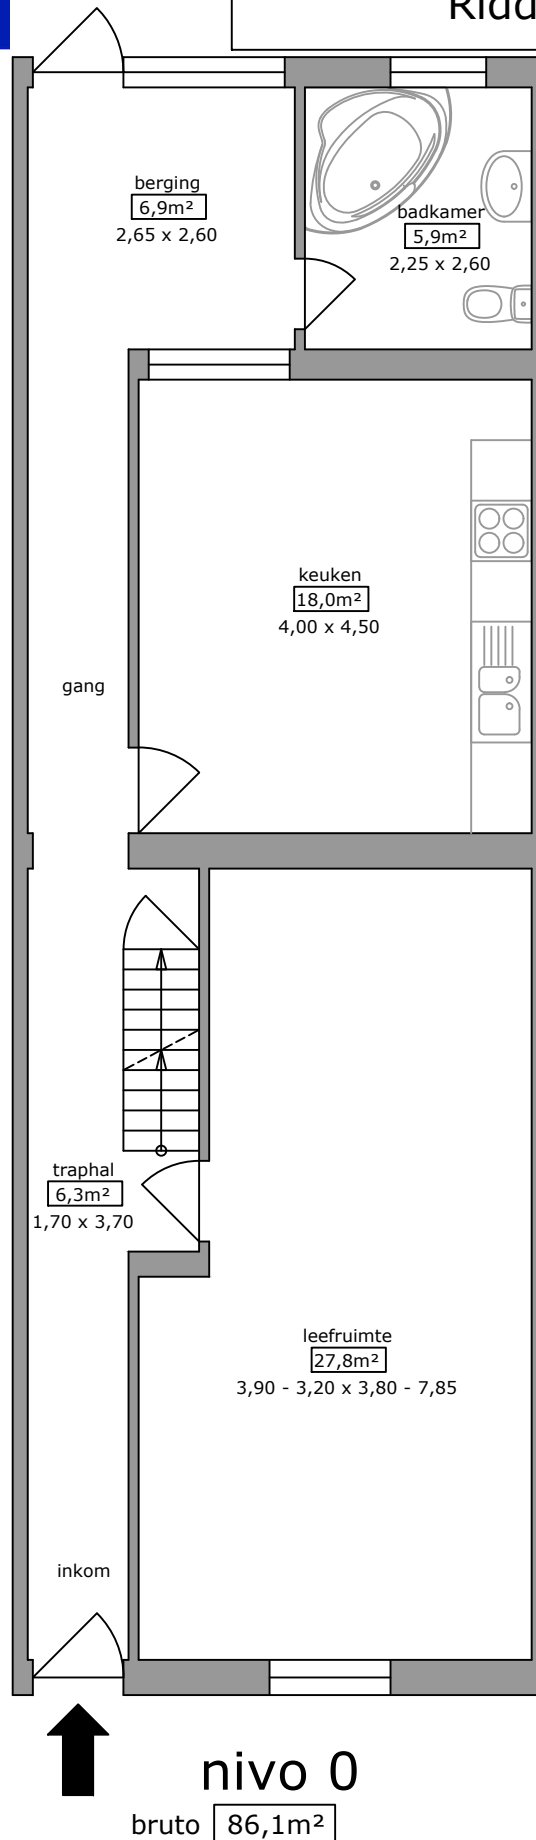 Ridd
berging
6,9m²
2,65 x 2,60
badkamer
5,9m²
2,25 x 2,60
keuken
18,0m²
4,00 x 4,50
gang
traphal
6,3m²
1,70 x 3,70
leefruimte
27,8m²
3,90 - 3,20 x 3,80 - 7,85
inkom
nivo 0
bruto 86,1m²